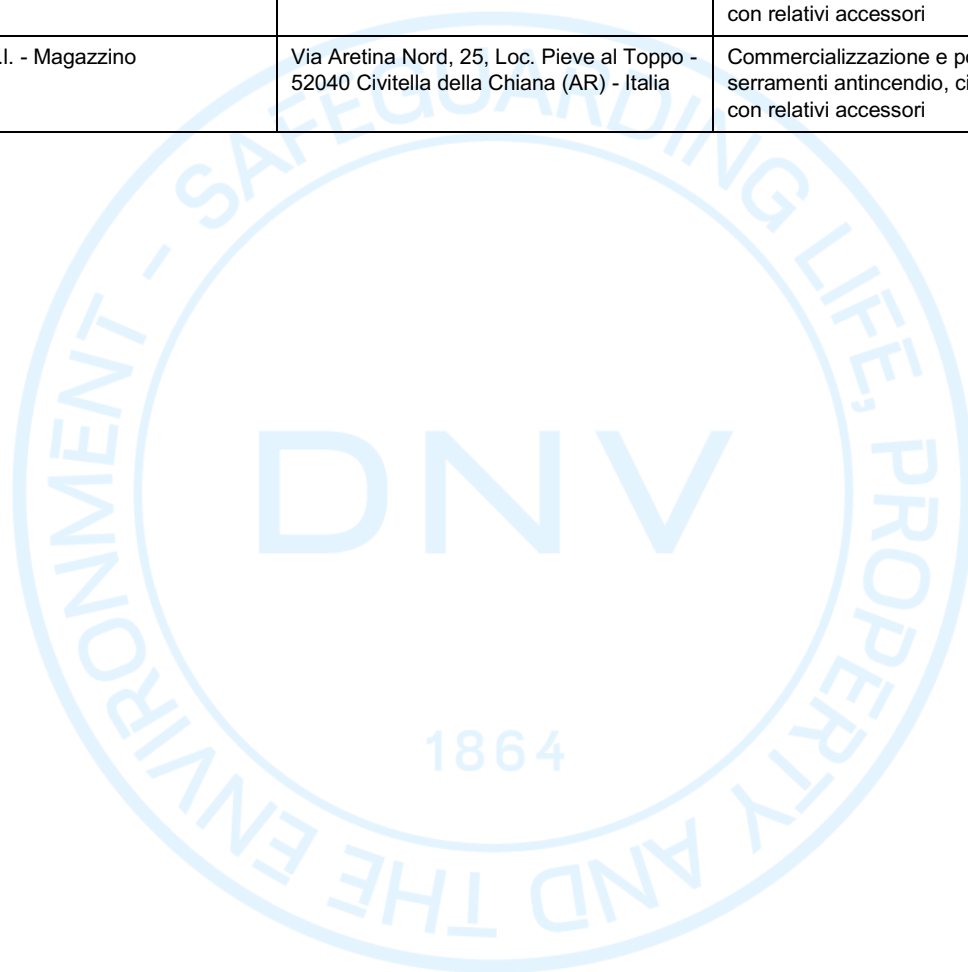 con relativi accessori
.l. - Magazzino
Via Aretina Nord, 25, Loc. Pieve al Toppo -
52040 Civitella della Chiana (AR) - Italia
Commercializzazione e
serramenti antincendio,
con relativi accessori
SAFEGUARDING LIFE, PROPERTY AND THE ENVIRONMENT -
DNV
1864